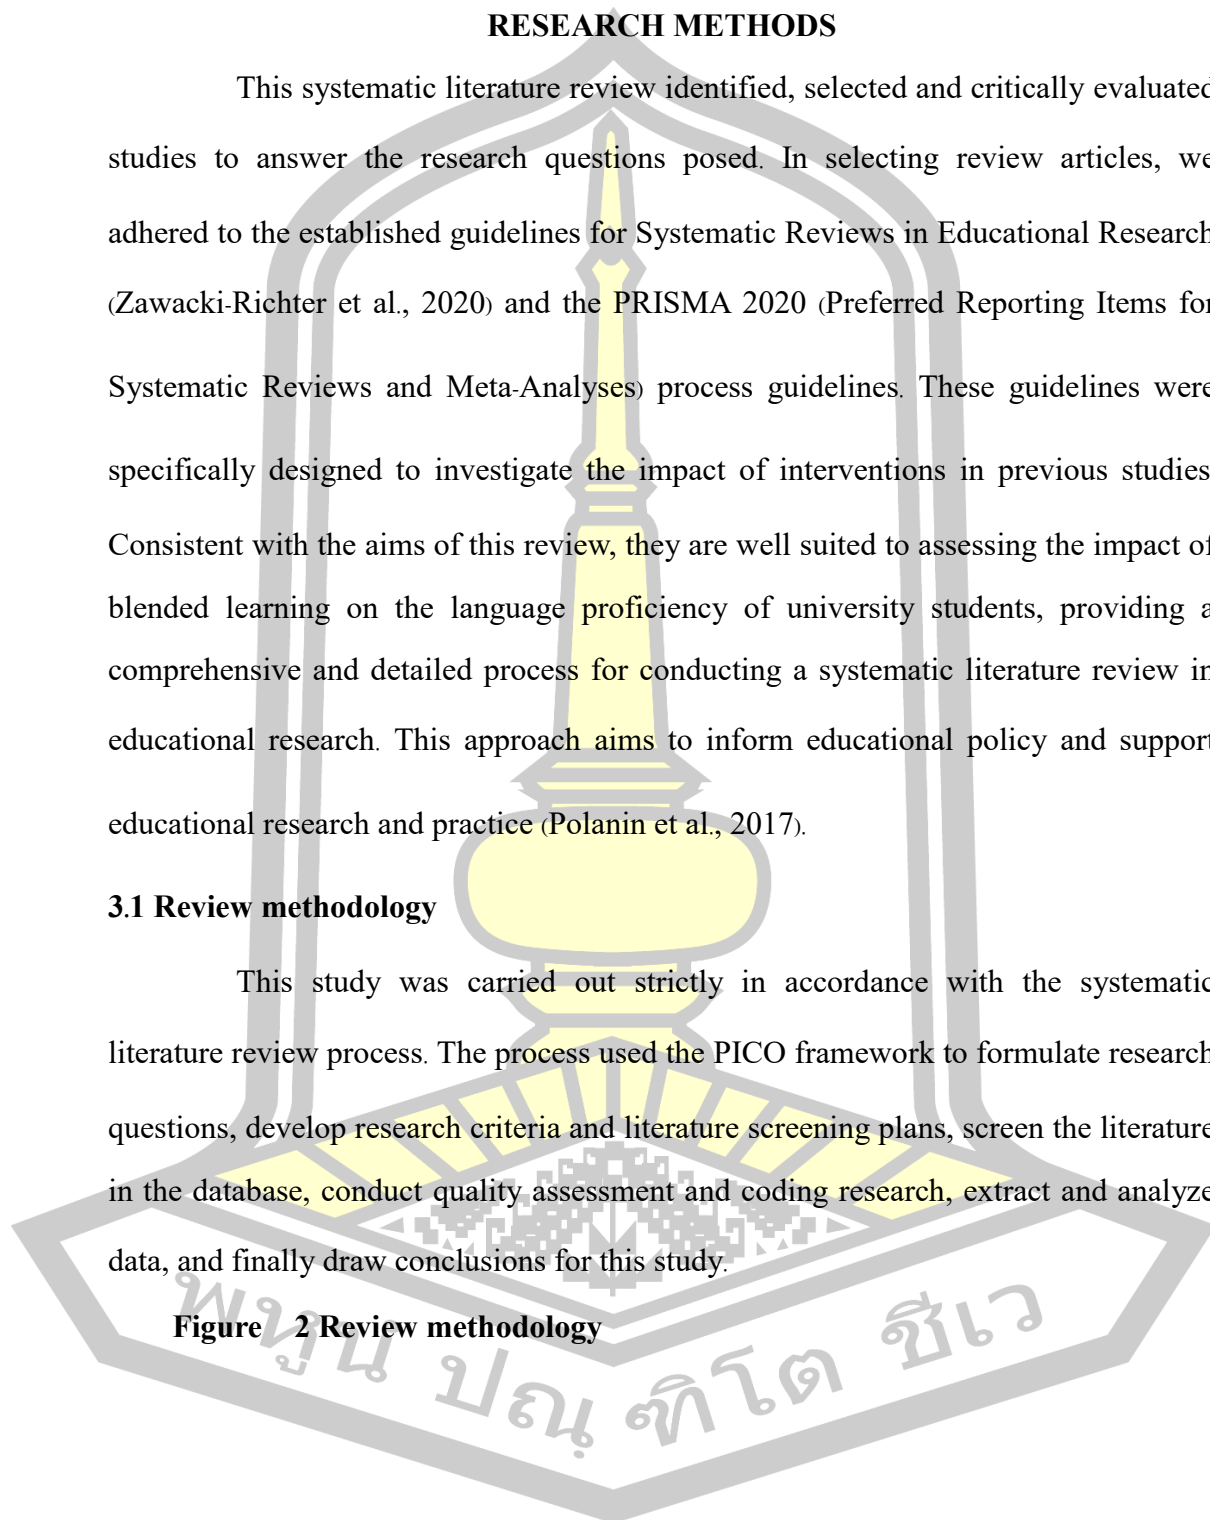 RESEARCH METHODS
This systematic literature review identified, selected and critically evaluated
studies to answer the research questions posed. In selecting review articles, we
adhered to the established guidelines for Systematic Reviews in Educational Research
(Zawacki-Richter et al., 2020) and the PRISMA 2020 (Preferred Reporting Items for
Systematic Reviews and Meta-Analyses) process guidelines. These guidelines were
specifically designed to investigate the impact of interventions in previous studies.
Consistent with the aims of this review, they are well suited to assessing the impact of
blended learning on the language proficiency of university students, providing a
comprehensive and detailed process for conducting a systematic literature review in
educational research. This approach aims to inform educational policy and support
educational research and practice (Polanin et al., 2017).
3.1 Review methodology
This study was carried out strictly in accordance with the systematic
literature review process. The process used the PICO framework to formulate research
questions, develop research criteria and literature screening plans, screen the literature
in the database, conduct quality assessment and coding research, extract and analyze
data, and finally draw conclusions for this study.
Figure 2 Review methodology
พหูน ปณฺ ฑิโต ชีเว